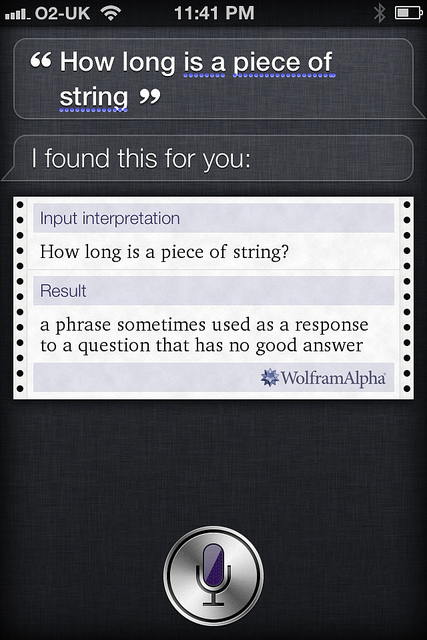 O2-UK 11:41 PM
“ How long is a piece of
string ”
I found this for you:
Input interpretation
How long is a piece of string?
Result
a phrase sometimes used as a response
to a question that has no good answer
WolframAlpha